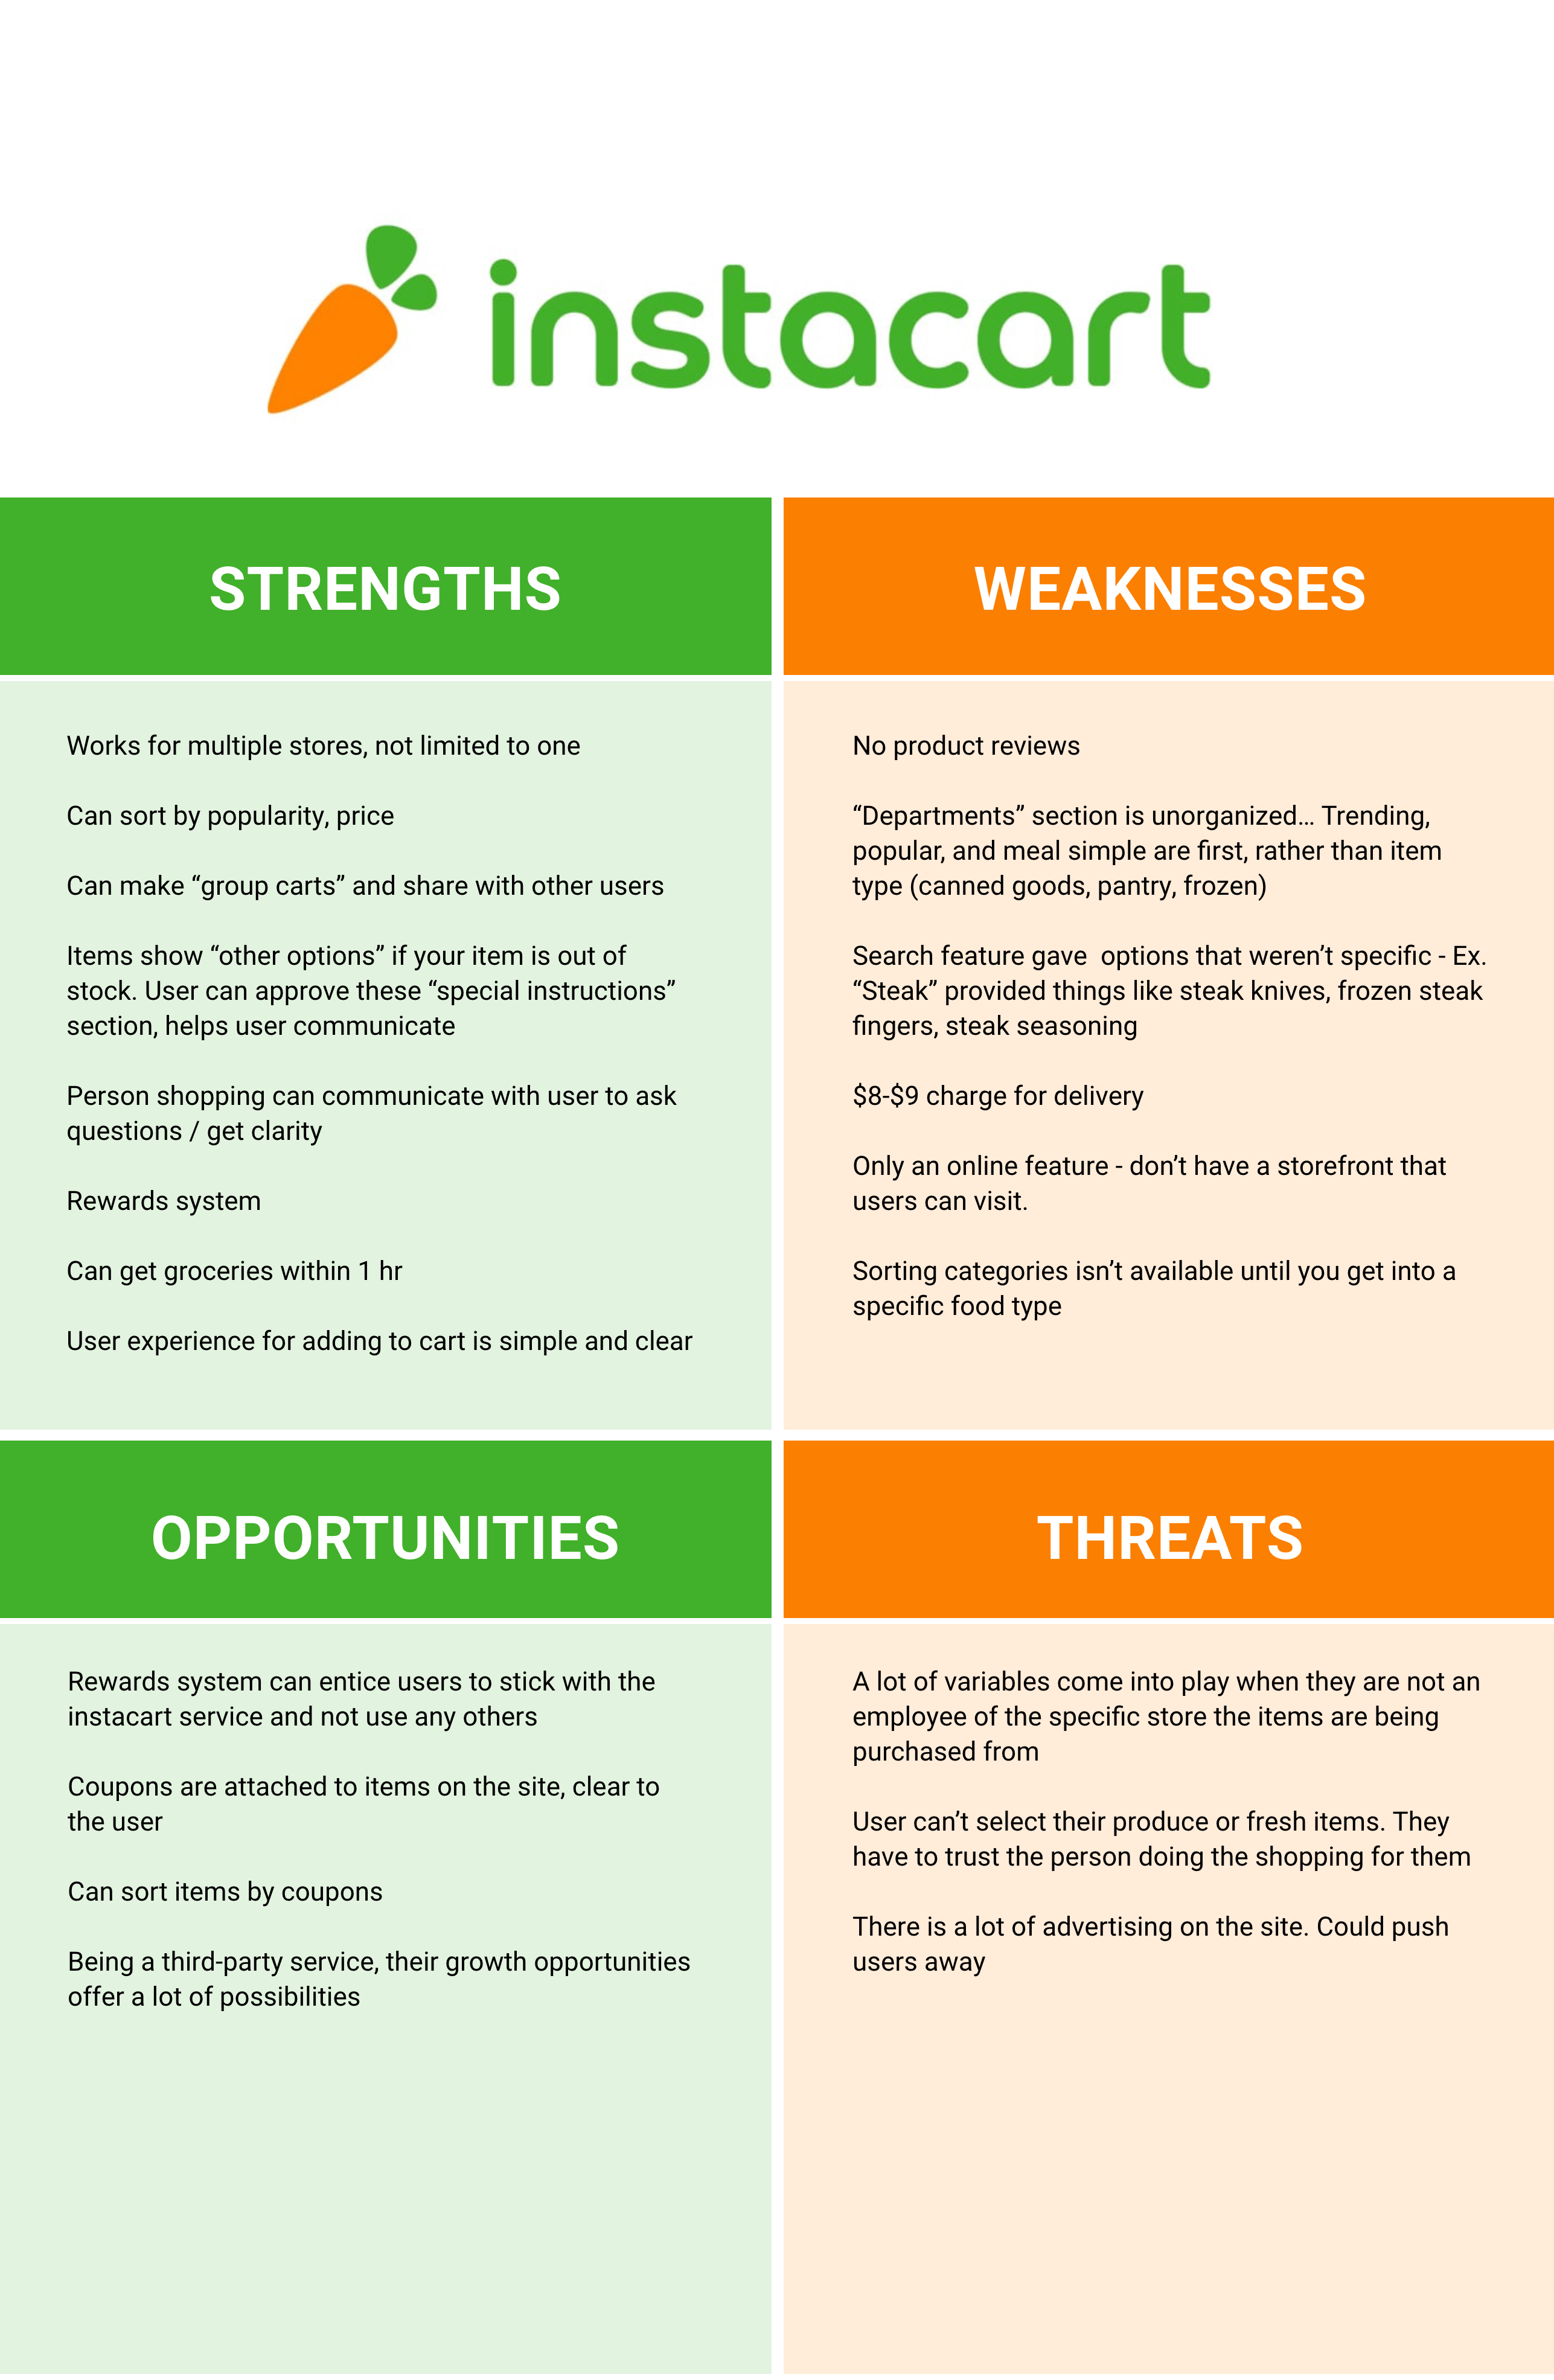 instacart
STRENGTHS
Works for multiple stores, not limited to one
Can sort by popularity, price
Can make “group carts” and share with other users
Items show “other options” if your item is out of
stock. User can approve these “special instructions”
section, helps user communicate
Person shopping can communicate with user to ask
questions / get clarity
Rewards system
Can get groceries within 1 hr
User experience for adding to cart is simple and clear
WEAKNESSES
No product reviews
“Departments” section is unorganized... Trending,
popular, and meal simple are first, rather than item
type (canned goods, pantry, frozen)
Search feature gave  options that weren’t specific - Ex.
“Steak” provided things like steak knives, frozen steak
fingers, steak seasoning
$8-$9 charge for delivery
Only an online feature - don’t have a storefront that
users can visit.
Sorting categories isn’t available until you get into a
specific food type
OPPORTUNITIES
Rewards system can entice users to stick with the
instacart service and not use any others
Coupons are attached to items on the site, clear to
the user
Can sort items by coupons
Being a third-party service, their growth opportunities
offer a lot of possibilities
THREATS
A lot of variables come into play when they are not an
employee of the specific store the items are being
purchased from
User can’t select their produce or fresh items. They
have to trust the person doing the shopping for them
There is a lot of advertising on the site. Could push
users away